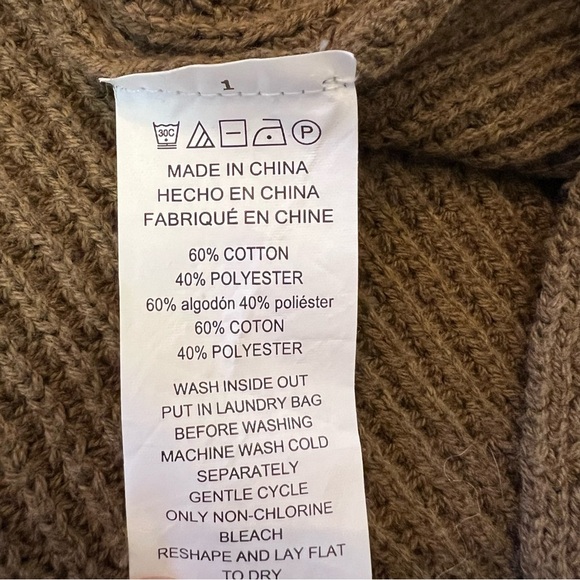 1
30C P
MADE IN CHINA
HECHO EN CHINA
FABRIQUÉ EN CHINE
60% COTTON
40% POLYESTER
60% algodón 40% poliéster
60% COTON
40% POLYESTER
WASH INSIDE OUT
PUT IN LAUNDRY BAG
BEFORE WASHING
MACHINE WASH COLD
SEPARATELY
GENTLE CYCLE
ONLY NON-CHLORINE
BLEACH
RESHAPE AND LAY FLAT
TO DRY